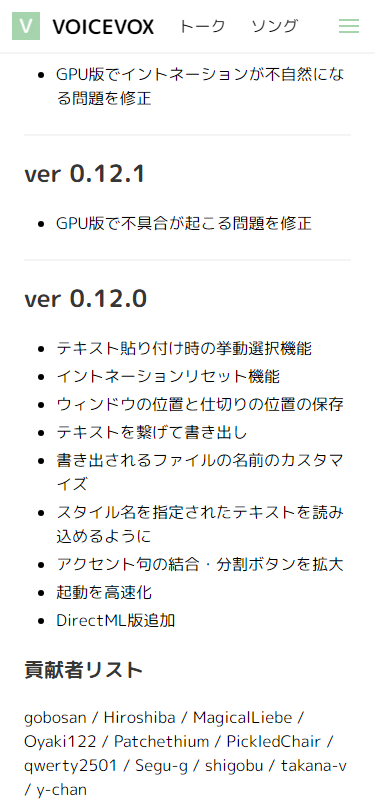 V VOICEVOX トーク ソング
GPU版でイントネーションが不自然にな
る問題を修正
ver 0.12.1
GPU版で不具合が起こる問題を修正
ver 0.12.0
テキスト貼り付け時の挙動選択機能
イントネーションリセット機能
ウィンドウの位置と仕切りの位置の保存
テキストを繋げて書き出し
書き出されるファイルの名前のカスタマ
イズ
スタイル名を指定されたテキストを読み
込めるように
アクセント句の結合・分割ボタンを拡大
起動を高速化
DirectML版追加
貢献者リスト
gobosan / Hiroshiba / MagicalLiebe /
Oyaki122 / Patchethium / PickledChair /
qwerty2501 / Segu-g / shigobu / takana-v
/ y-chan